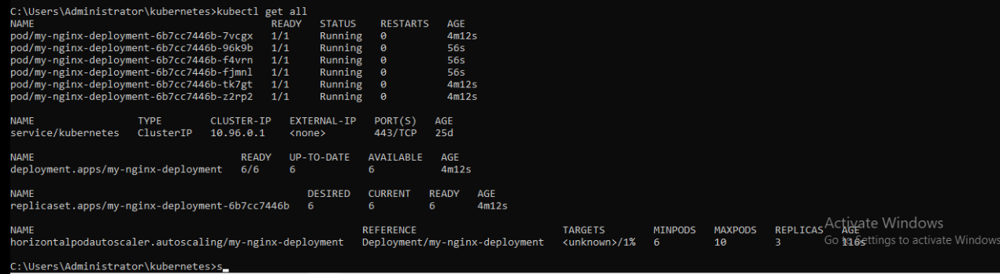 C:\Users\Administrator\kubernetes>kubectl get all
NAME READY STATUS RESTARTS AGE
pod/my-nginx-deployment-6b7cc7446b-7vcgx 1/1 Running 0 4m12s
pod/my-nginx-deployment-6b7cc7446b-96k9b 1/1 Running 0 56s
pod/my-nginx-deployment-6b7cc7446b-f4vrn 1/1 Running 0 56s
pod/my-nginx-deployment-6b7cc7446b-fjmnl 1/1 Running 0 56s
pod/my-nginx-deployment-6b7cc7446b-tk7gt 1/1 Running 0 4m12s
pod/my-nginx-deployment-6b7cc7446b-z2rp2 1/1 Running 0 4m12s
NAME TYPE CLUSTER-IP EXTERNAL-IP PORT(S) AGE
service/kubernetes ClusterIP 10.96.0.1 <none> 443/TCP 25d
NAME READY UP-TO-DATE AVAILABLE AGE
deployment.apps/my-nginx-deployment 6/6 6 6 4m12s
NAME DESIRED CURRENT READY AGE
replicaset.apps/my-nginx-deployment-6b7cc7446b 6 6 6 4m12s
NAME REFERENCE TARGETS MINPODS MAXPODS REPLICAS AGE
horizontalpodautoscaler.autoscaling/my-nginx-deployment Deployment/my-nginx-deployment <unknown>/1% 6 10 3 116s
Activate Windows
Go to Settings to activate Windows
C:\Users\Administrator\kubernetes>s